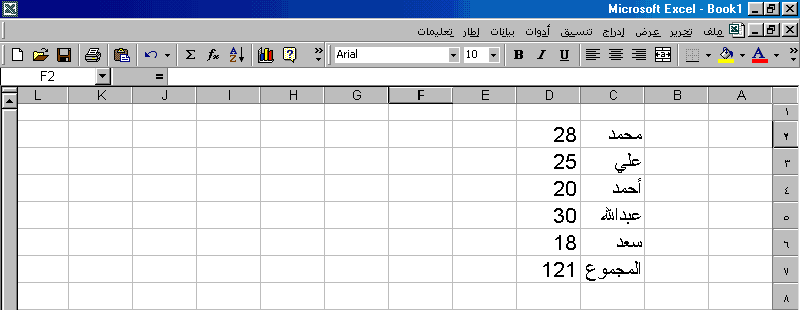 Microsoft Excel - Book1
ملف تحرير عرض إدراج تنسيق أدوات بيانات إطار تعليمات
Arial 10 B I U
F2 =
A B C D E F G H I J K L
١
٢ محمد 28
٣ علي 25
٤ أحمد 20
٥ عبدالله 30
٦ سعد 18
٧ المجموع 121
٨